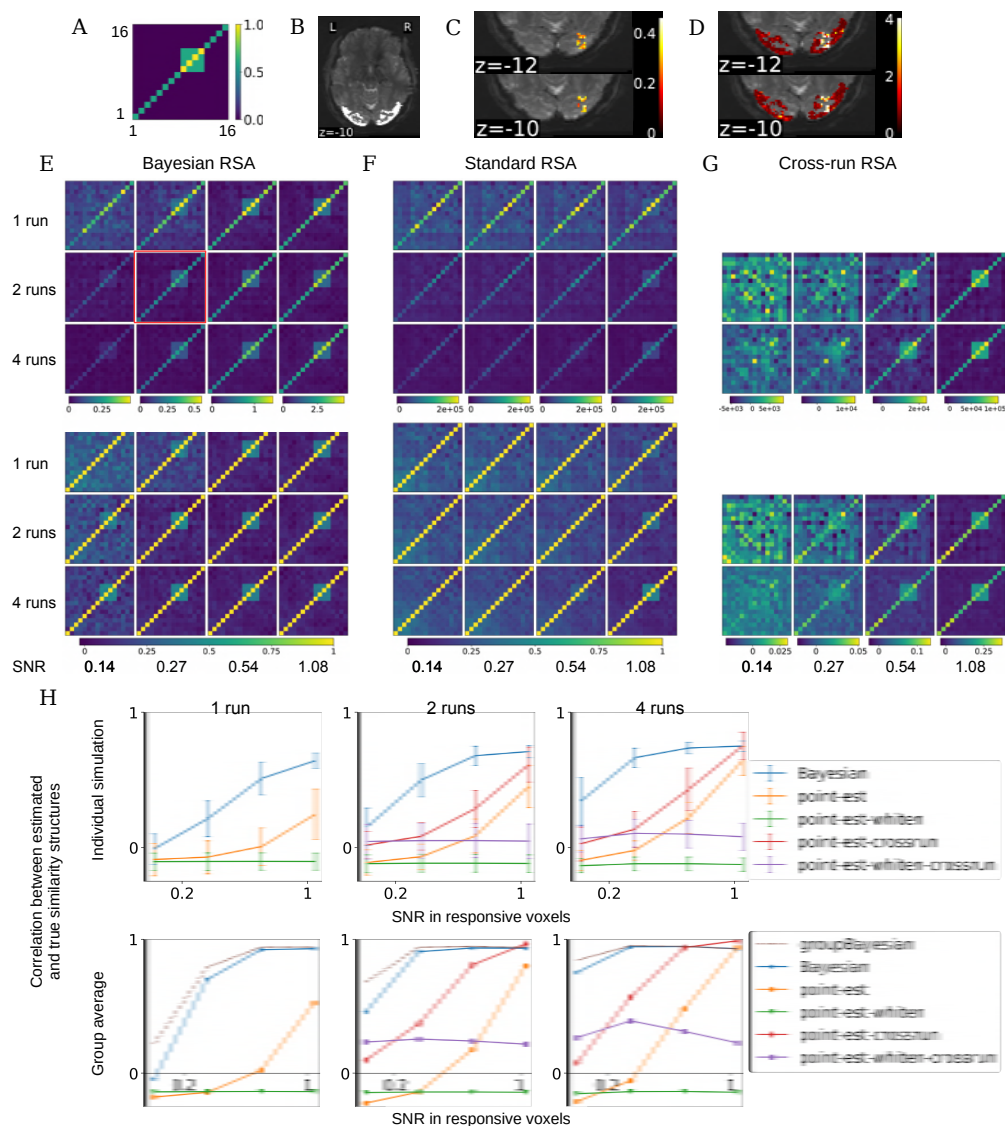 A
16
1
1
16
1.0
0.5
0.0
B
L
R
z=-10
C
z=-12
z=-10
0.4
0.2
0
D
z=-12
z=-10
4
2
0
E
Bayesian RSA
F
Standard RSA
G
Cross-run RSA
1 run
2 runs
4 runs
0 0.25
0 0.25 0.5
0 1
0 2.5
0 2e+05
0 2e+05
0 2e+05
0 2e+05
-5e+03 0 5e+03
0 1e+04
0 2e+04
0 5e+04 1e+05
1 run
2 runs
4 runs
0 0.25 0.5 0.75 1
0 0.25 0.5 0.75 1
0 0.025
0 0.05
0 0.1
0 0.25
SNR 0.14 0.27 0.54 1.08
0.14 0.27 0.54 1.08
0.14 0.27 0.54 1.08
H
Correlation between estimated
and true similarity structures
Individual simulation
1 run
2 runs
4 runs
1
0
0.2 1
1
0
0.2 1
1
0
0.2 1
SNR in responsive voxels
Bayesian
point-est
point-est-whiten
point-est-crossrun
point-est-whiten-crossrun
Group average
1
0
0.2 1
1
0
0.2 1
1
0
0.2 1
SNR in responsive voxels
groupBayesian
Bayesian
point-est
point-est-whiten
point-est-crossrun
point-est-whiten-crossrun